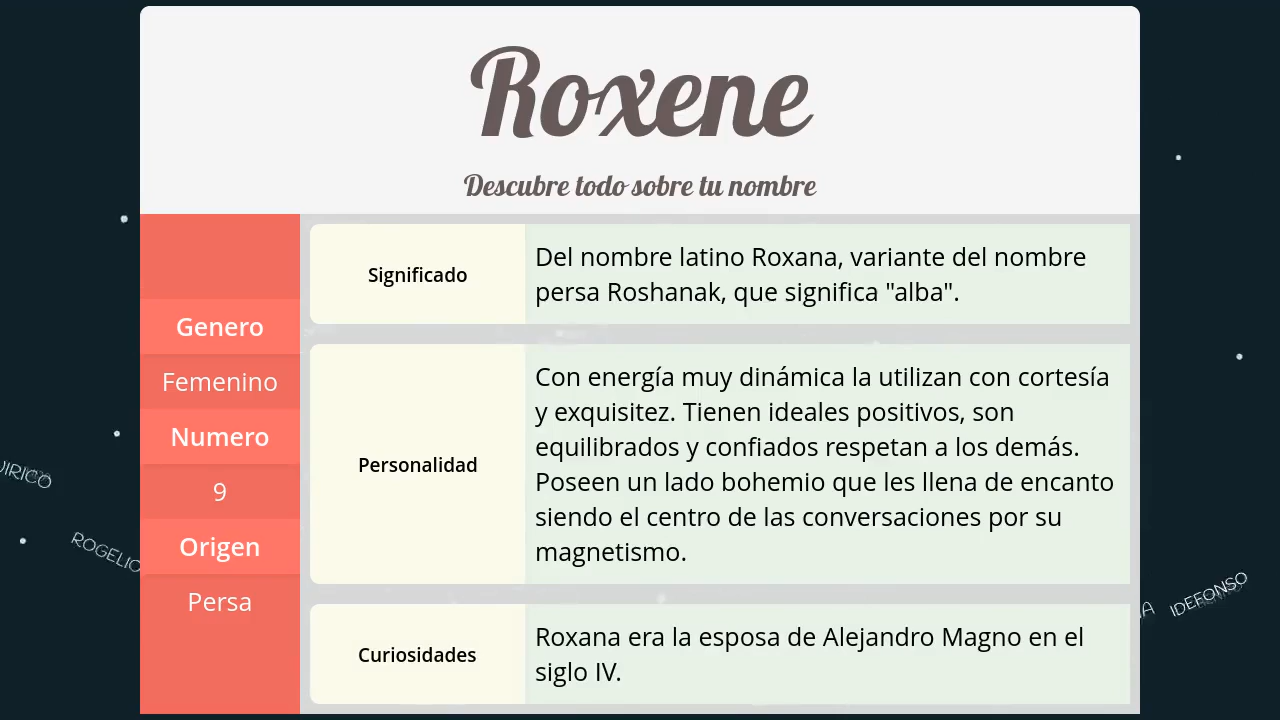 Roxene
Descubre todo sobre tu nombre
Genero
Femenino
Numero
9
Origen
Persa
Significado
Del nombre latino Roxana, variante del nombre
persa Roshanak, que significa "alba".
Personalidad
Con energía muy dinámica la utilizan con cortesía
y exquisitez. Tienen ideales positivos, son
equilibrados y confiados respetan a los demás.
Poseen un lado bohemio que les llena de encanto
siendo el centro de las conversaciones por su
magnetismo.
Curiosidades
Roxana era la esposa de Alejandro Magno en el
siglo IV.
ROGELIO
IDEFONSO